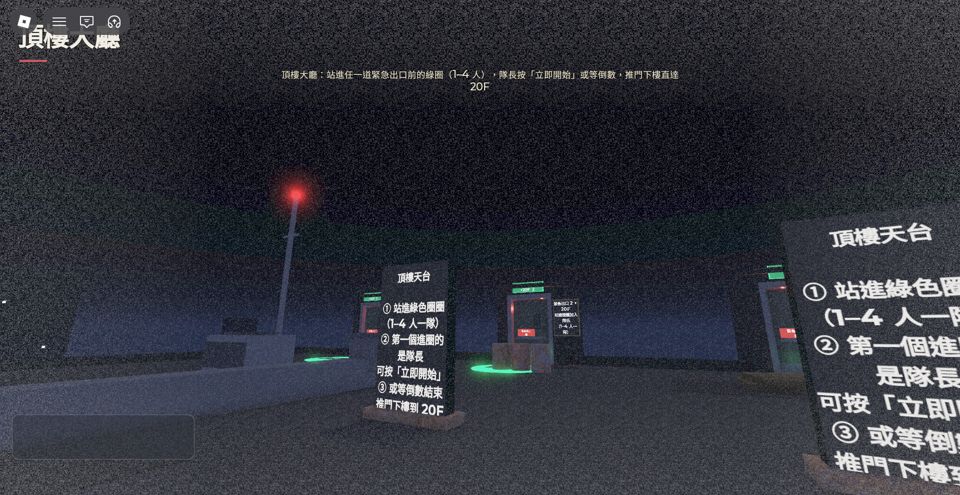 頂樓大廳
頂樓大廳：站進任一道緊急出口前的綠圈（1–4 人），隊長按「立即開始」或等倒數，推門下樓直達
20F
頂樓天台
① 站進綠色圈圈
（1–4 人一隊）
② 第一個進圈的
是隊長
可按「立即開始」
③ 或等倒數結束
推門下樓到 20F
頂樓天台
① 站進綠色圈
（1–4 人一
② 第一個進
是隊長
可按「立即
③ 或等倒
推門下樓